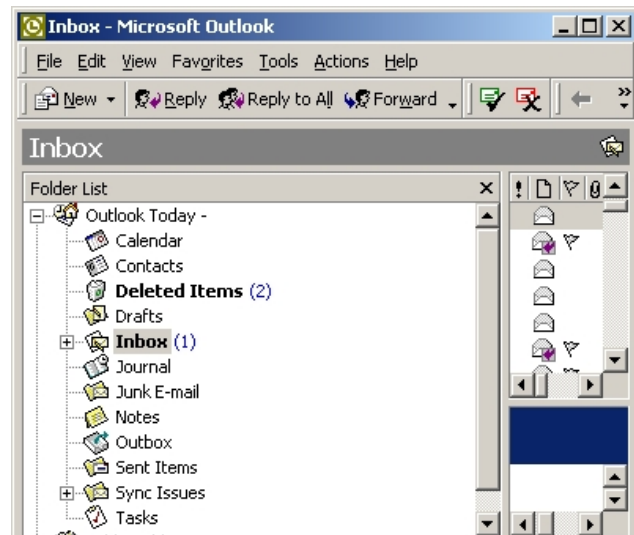 Inbox - Microsoft Outlook
File Edit View Favorites Tools Actions Help
New Reply Reply to All Forward
Inbox
Folder List
Outlook Today -
Calendar
Contacts
Deleted Items (2)
Drafts
Inbox (1)
Journal
Junk E-mail
Notes
Outbox
Sent Items
Sync Issues
Tasks